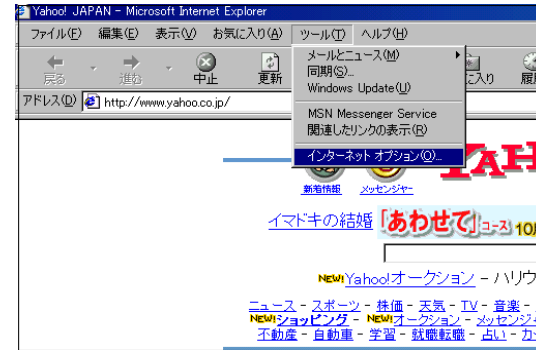 Yahoo! JAPAN - Microsoft Internet Explorer
ファイル(F) 編集(E) 表示(V) お気に入り(A) ツール(T) ヘルプ(H)
戻る 進む 中止 更新
に入り 履
メールとニュース(M)
同期(S)...
Windows Update(U)
MSN Messenger Service
関連したリンクの表示(R)
インターネット オプション(O)...
アドレス(D) http://www.yahoo.co.jp/
YAH
新着情報 メッセンジャー
イマドキの結婚「あわせて」コース 10
NEW!Yahoo!オークション - ハリウ
ニュース - スポーツ - 株価 - 天気 - TV - 音楽 -
NEW!ショッピング - NEW!オークション - メッセンジャ
不動産 - 自動車 - 学習 - 就職転職 - 占い - カ